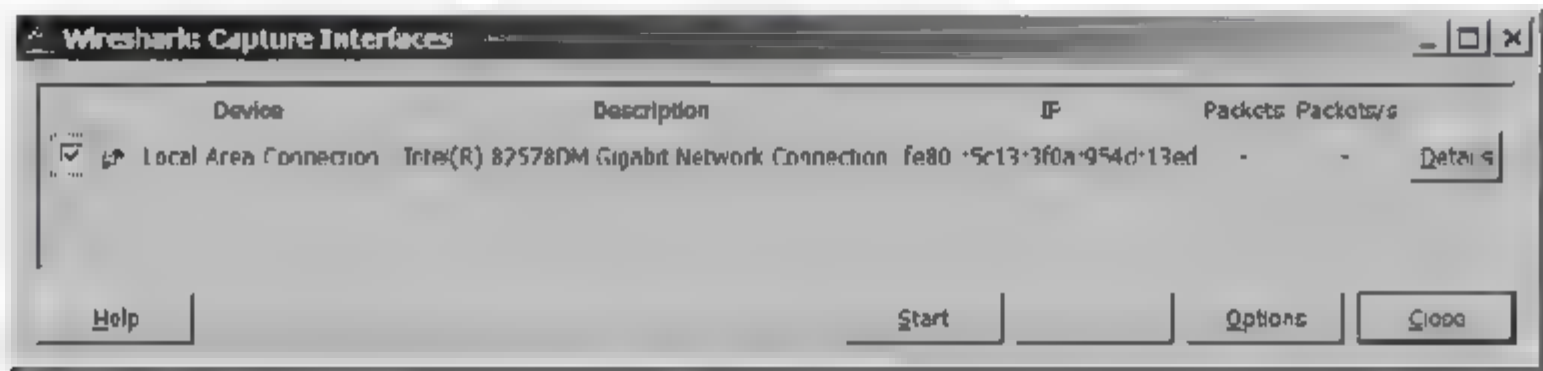 Wireshark: Capture Interfaces
Device Description IP Packets Packets/s
Local Area Connection Intel(R) 82578DM Gigabit Network Connection fe80::5c13:3f0a:954d:13ed - - Details
Help Start Options Close